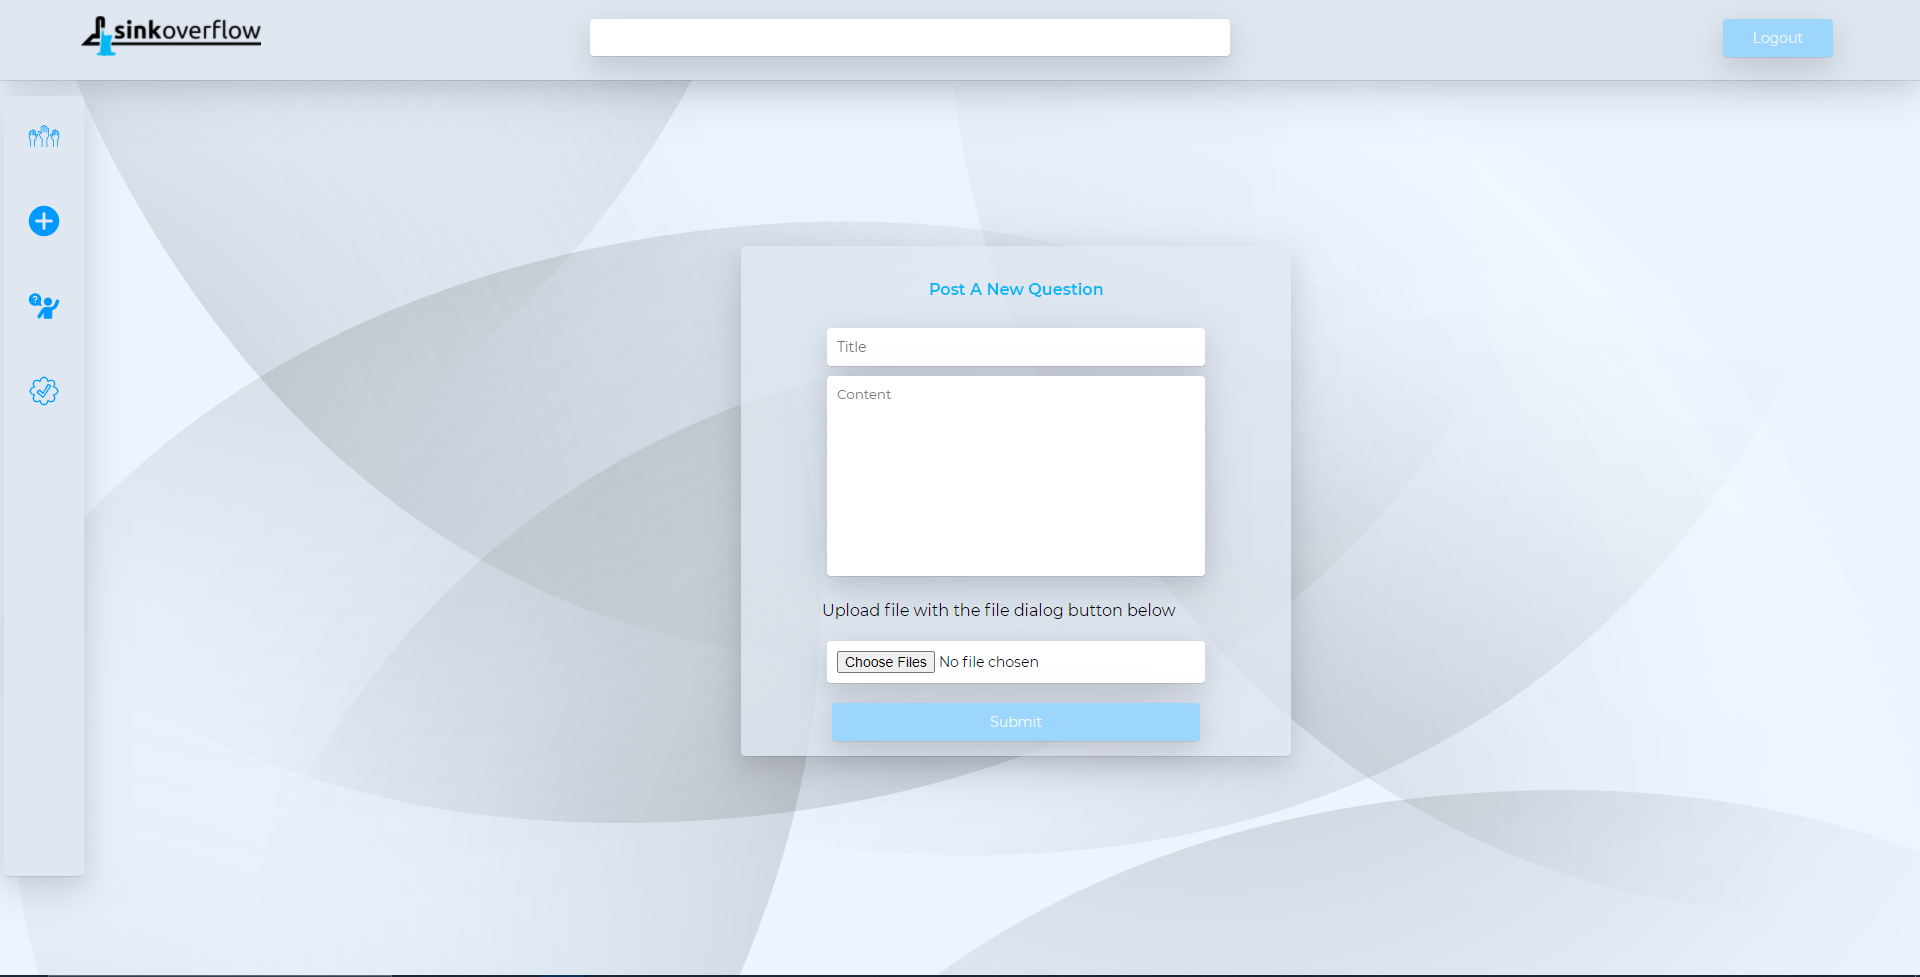 sinkoverflow
Logout
?
Post A New Question
Title
Content
Upload file with the file dialog button below
Choose Files No file chosen
Submit